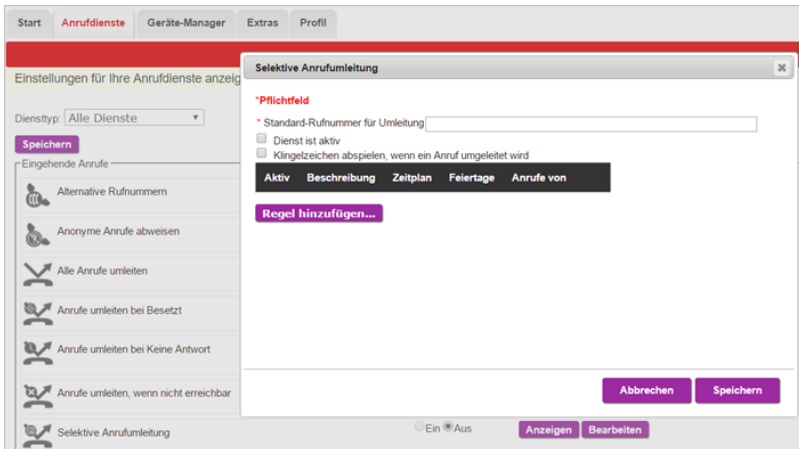 Start Anrufdienste Geräte-Manager Extras Profil
Einstellungen für Ihre Anrufdienste anzeig
Diensttyp: Alle Dienste
Speichern
Eingehende Anrufe
Alternative Rufnummern
Anonyme Anrufe abweisen
Alle Anrufe umleiten
Anrufe umleiten bei Besetzt
Anrufe umleiten bei Keine Antwort
Anrufe umleiten, wenn nicht erreichbar
Selektive Anrufumleitung Ein Aus Anzeigen Bearbeiten
Selektive Anrufumleitung
*Pflichtfeld
* Standard-Rufnummer für Umleitung
Dienst ist aktiv
Klingelzeichen abspielen, wenn ein Anruf umgeleitet wird
Aktiv Beschreibung Zeitplan Feiertage Anrufe von
Regel hinzufügen...
Abbrechen Speichern